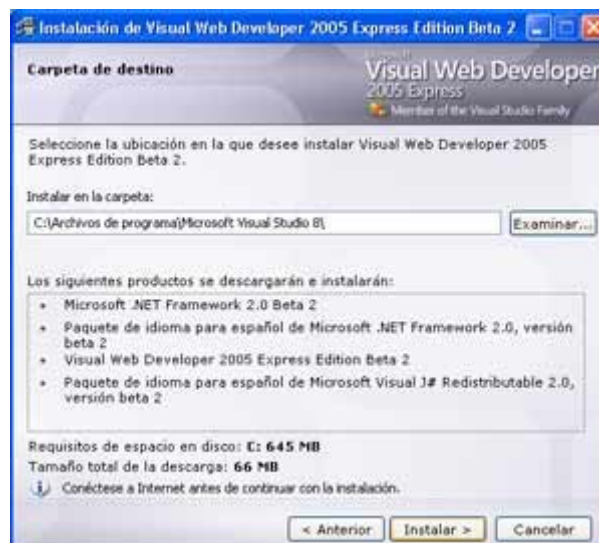 Instalación de Visual Web Developer 2005 Express Edition Beta 2
Carpeta de destino
Visual Web Developer
2005 Express
Member of the Visual Studio Family
Seleccione la ubicación en la que desee instalar Visual Web Developer 2005
Express Edition Beta 2.
Instalar en la carpeta:
C:\Archivos de programa\Microsoft Visual Studio 8\
Examinar...
Los siguientes productos se descargarán e instalarán:
• Microsoft .NET Framework 2.0 Beta 2
• Paquete de idioma para español de Microsoft .NET Framework 2.0, versión
beta 2
• Visual Web Developer 2005 Express Edition Beta 2
• Paquete de idioma para español de Microsoft Visual J# Redistributable 2.0,
versión beta 2
Requisitos de espacio en disco: C: 645 MB
Tamaño total de la descarga: 66 MB
Conéctese a Internet antes de continuar con la instalación.
< Anterior
Instalar >
Cancelar